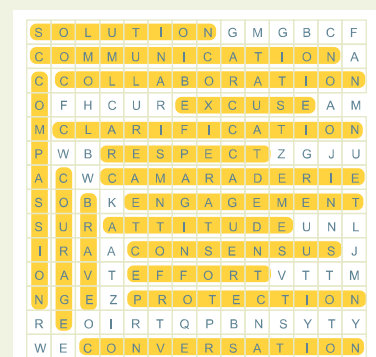 S O L U T I O N G M G B C F
C O M M U N I C A T I O N A
C C O L L A B O R A T I O N
O F H C U R E X C U S E A M
M C L A R I F I C A T I O N
P W B R E S P E C T Z G J U
A C W C A M A R A D E R I E
S O B K E N G A G E M E N T
S U R A T T I T U D E U N L
I R A A C O N S E N S U S J
O A V T E F F O R T V T T M
N G E Z P R O T E C T I O N
R E O I R T Q P B N S Y T Y
W E C O N V E R S A T I O N